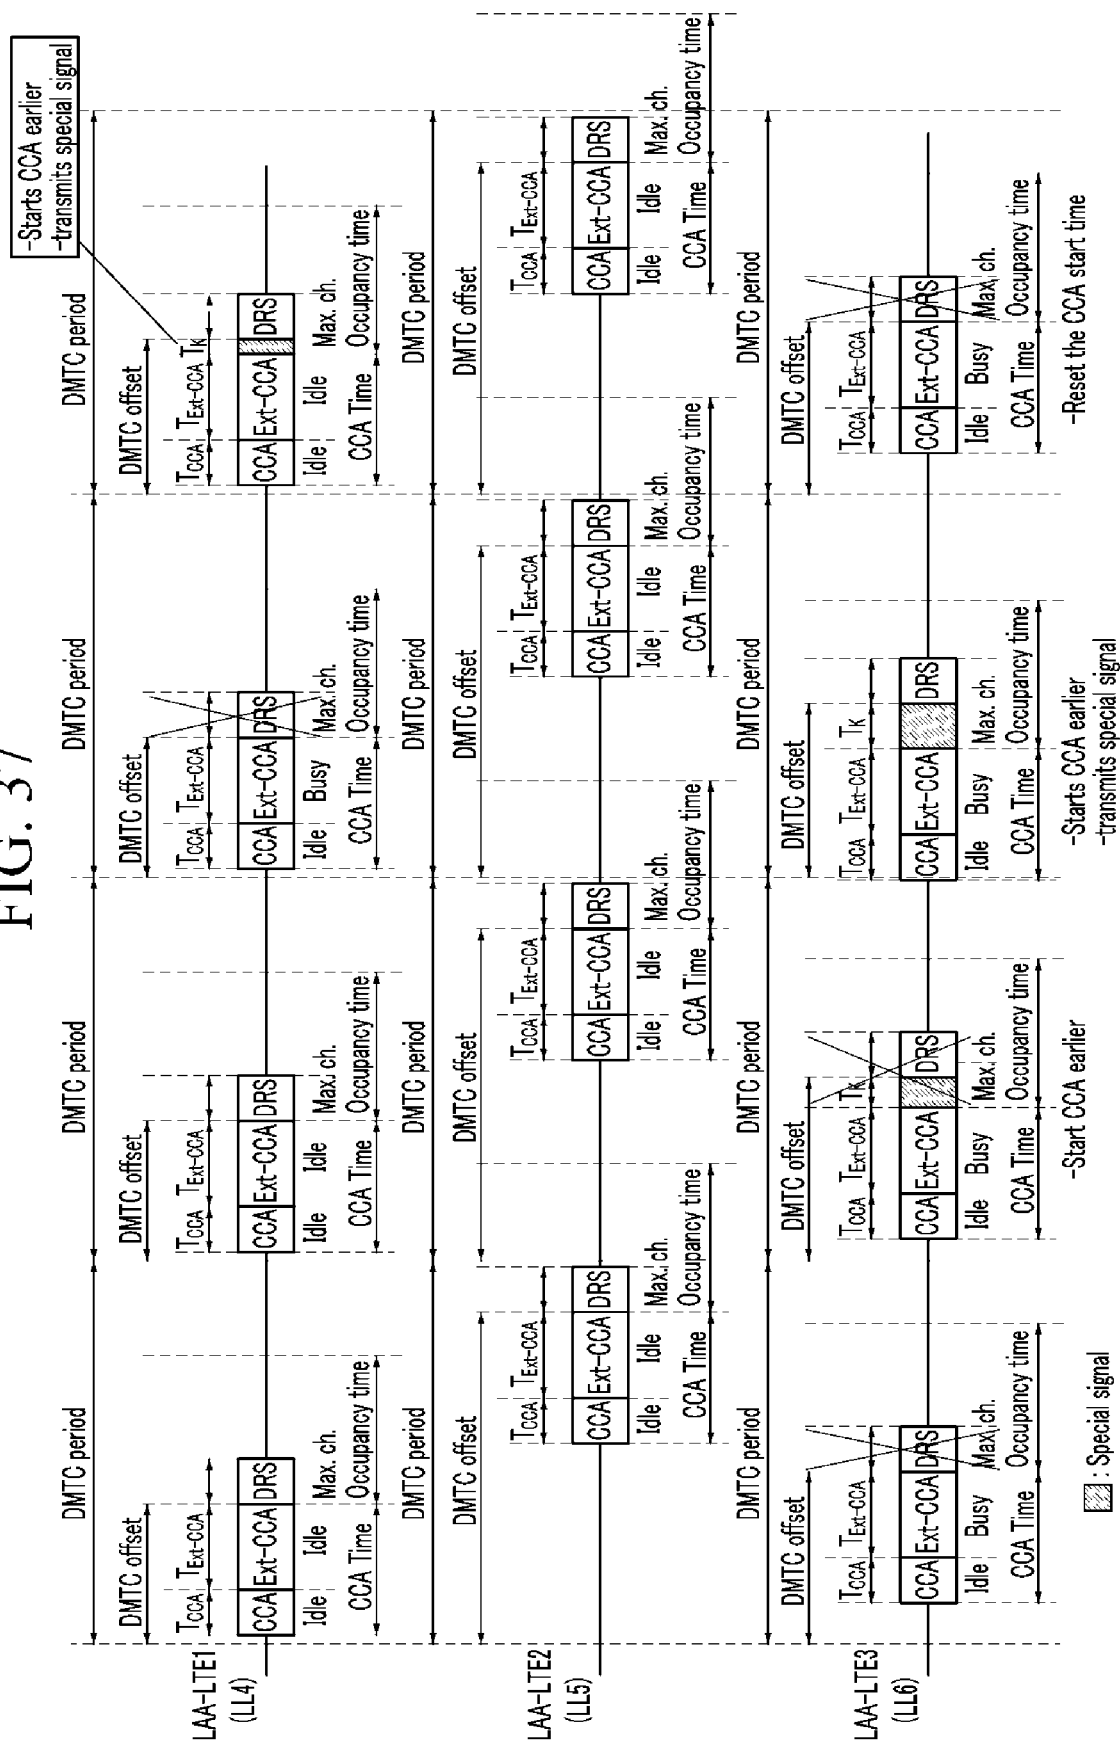 FIG. 37
-Starts CCA earlier
-transmits special signal
DMTC period
DMTC period
DMTC period
DMTC period
DMTC offset
DMTC offset
DMTC offset
DMTC offset
TCCA TExt-CCA
TCCA TExt-CCA
TCCA TExt-CCA
TCCA TExt-CCA Tk
LAA-LTE1
(LL4)
CCA Ext-CCA DRS
CCA Ext-CCA DRS
CCA Ext-CCA DRS
CCA Ext-CCA DRS
Idle Idle Max. ch.
Idle Idle Max. ch.
Idle Busy Max. ch.
Idle Idle Max. ch.
CCA Time Occupancy time
CCA Time Occupancy time
CCA Time Occupancy time
CCA Time Occupancy time
DMTC period
DMTC period
DMTC period
DMTC period
DMTC offset
DMTC offset
DMTC offset
DMTC offset
TCCA TExt-CCA
TCCA TExt-CCA
TCCA TExt-CCA
TCCA TExt-CCA
LAA-LTE2
(LL5)
CCA Ext-CCA DRS
CCA Ext-CCA DRS
CCA Ext-CCA DRS
CCA Ext-CCA DRS
Idle Idle Max. ch.
Idle Idle Max. ch.
Idle Idle Max. ch.
Idle Idle Max. ch.
CCA Time Occupancy time
CCA Time Occupancy time
CCA Time Occupancy time
CCA Time Occupancy time
DMTC period
DMTC period
DMTC period
DMTC period
DMTC offset
DMTC offset
DMTC offset
DMTC offset
TCCA TExt-CCA
TCCA TExt-CCA Tk
TCCA TExt-CCA Tk
TCCA TExt-CCA
LAA-LTE3
(LL6)
CCA Ext-CCA DRS
CCA Ext-CCA DRS
CCA Ext-CCA DRS
CCA Ext-CCA DRS
Idle Busy Max. ch.
Idle Busy Max. ch.
Idle Busy Max. ch.
Idle Busy Max. ch.
CCA Time Occupancy time
CCA Time Occupancy time
CCA Time Occupancy time
CCA Time Occupancy time
-Start CCA earlier
-Starts CCA earlier
-transmits special signal
-Reset the CCA start time
: Special signal